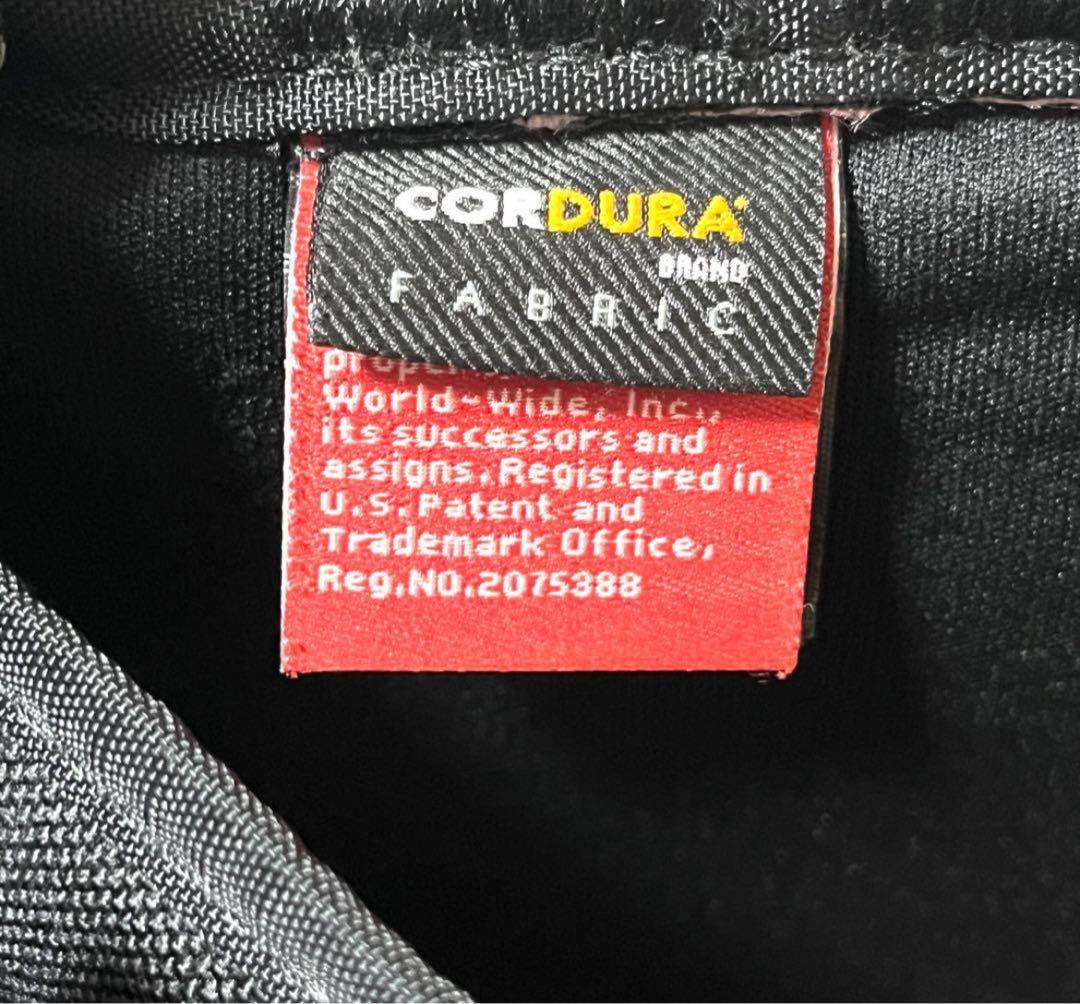 CORDURA
BRAND
FABRIC
World-Wide, Inc.,
its successors and
assigns. Registered in
U.S. Patent and
Trademark Office,
Reg.NO.2075388